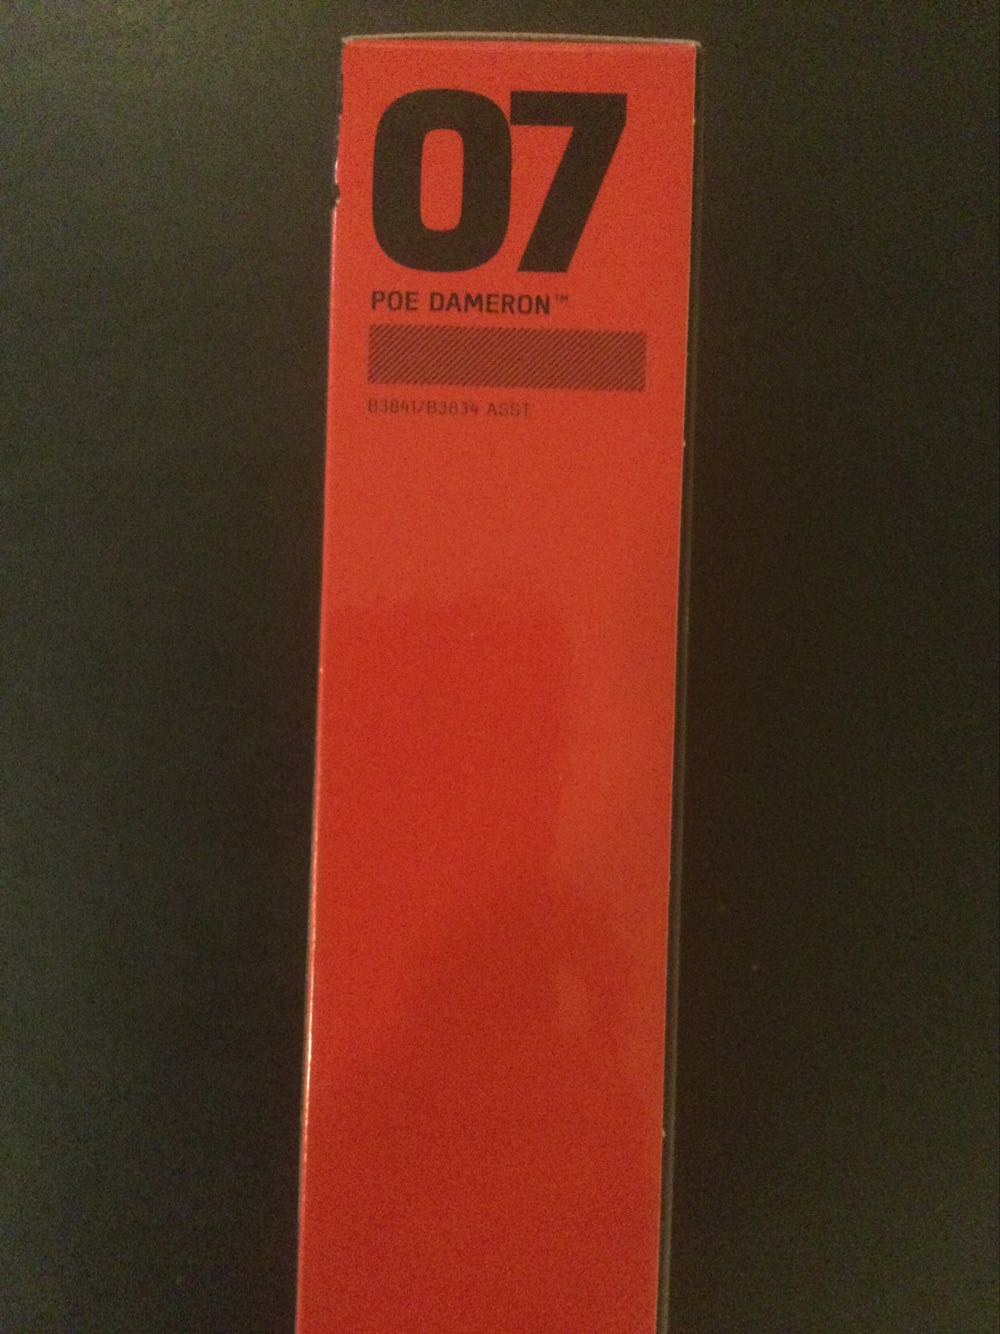 07
POE DAMERON™
B3841/B3834 ASST.